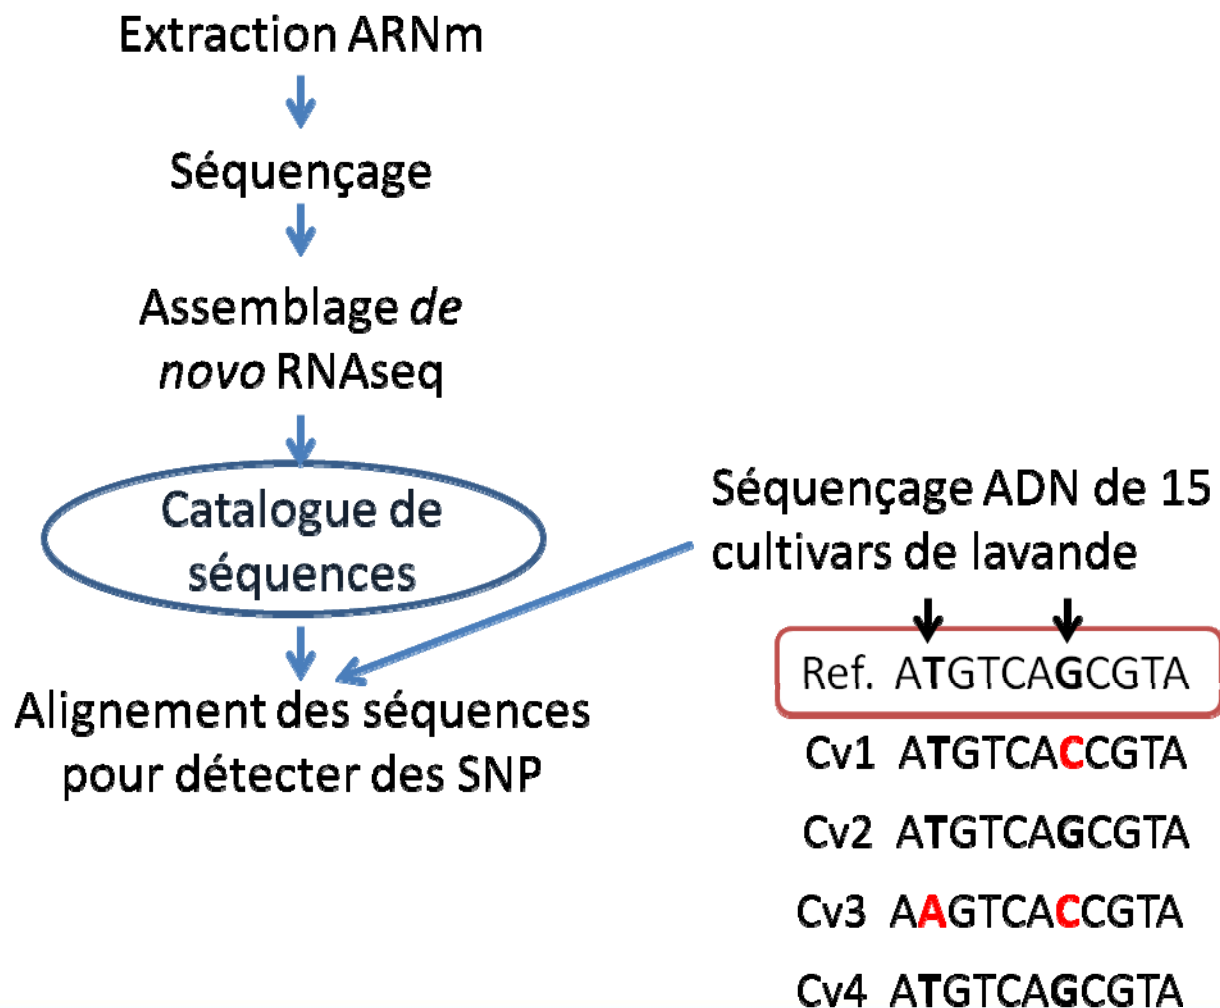 Extraction ARNm
Séquençage
Assemblage de
novo RNAseq
Catalogue de
séquences
Séquençage ADN de 15
cultivars de lavande
Alignement des séquences
pour détecter des SNP
Ref. ATGTCAGCGTA
Cv1 ATGTCACCGTA
Cv2 ATGTCAGCGTA
Cv3 AAGTCACCGTA
Cv4 ATGTCAGCGTA